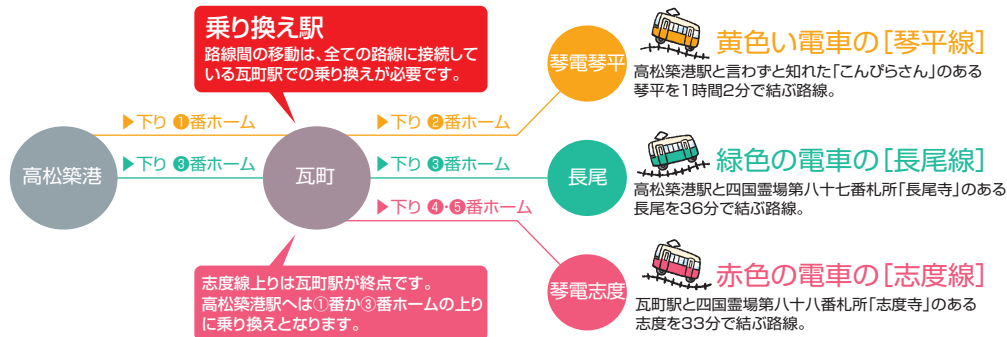 乗り換え駅
路線間の移動は、全ての路線に接続して
いる瓦町駅での乗り換えが必要です。
琴電琴平
黄色い電車の[琴平線]
高松築港駅と言わずと知れた「こんぴらさん」のある
琴平を1時間2分で結ぶ路線。
▶下り ❶番ホーム
▶下り ❷番ホーム
高松築港
▶下り ❸番ホーム
瓦町
▶下り ❸番ホーム
長尾
緑色の電車の[長尾線]
高松築港駅と四国霊場第八十七番札所「長尾寺」のある
長尾を36分で結ぶ路線。
▶下り ❹・❺番ホーム
志度線上りは瓦町駅が終点です。
高松築港駅へは①番か③番ホームの上り
に乗り換えとなります。
琴電志度
赤色の電車の[志度線]
瓦町駅と四国霊場第八十八番札所「志度寺」のある
志度を33分で結ぶ路線。